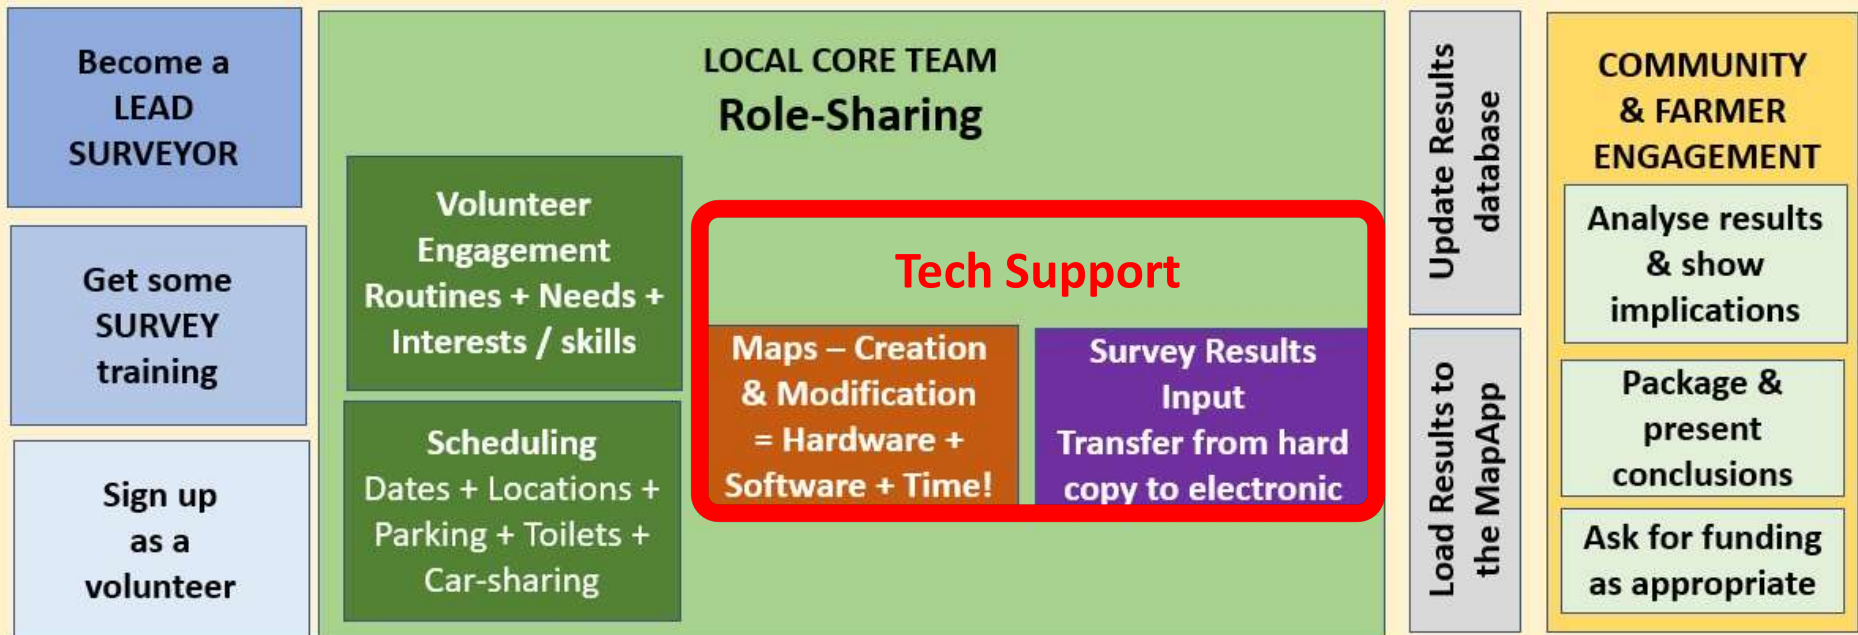 Become a
LEAD
SURVEYOR
Get some
SURVEY
training
Sign up
as a
volunteer
LOCAL CORE TEAM
Role-Sharing
Volunteer
Engagement
Routines + Needs +
Interests / skills
Scheduling
Dates + Locations +
Parking + Toilets +
Car-sharing
Tech Support
Maps – Creation
& Modification
= Hardware +
Software + Time!
Survey Results
Input
Transfer from hard
copy to electronic
Update Results
database
Load Results to
the MapApp
COMMUNITY
& FARMER
ENGAGEMENT
Analyse results
& show
implications
Package &
present
conclusions
Ask for funding
as appropriate